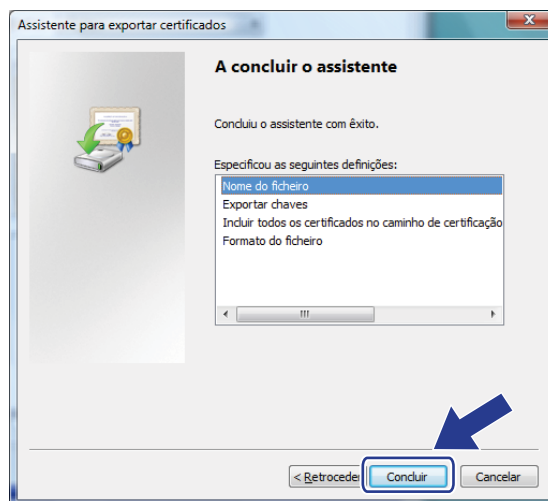 Assistente para exportar certificados
A concluir o assistente
Concluiu o assistente com êxito.
Especificou as seguintes definições:
Nome do ficheiro
Exportar chaves
Incluir todos os certificados no caminho de certificação
Formato do ficheiro
< Retroceder
Concluir
Cancelar